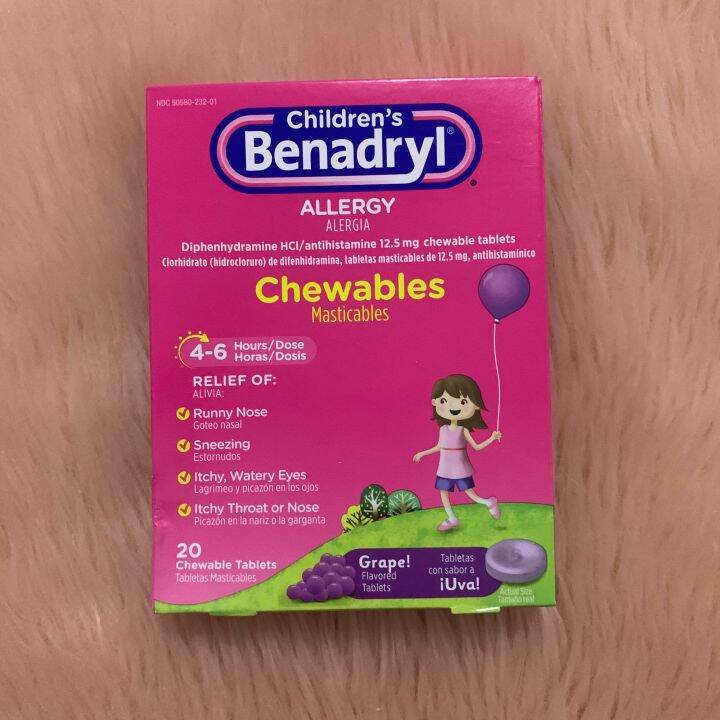 NDC 50580-232-01
Children's
Benadryl®
ALLERGY
ALERGIA
Diphenhydramine HCl/antihistamine 12.5 mg chewable tablets
Clorhidrato (hidrocloruro) de difenhidramina, tabletas masticables de 12.5 mg, antihistamínico
Chewables
Masticables
4-6 Hours/Dose
Horas/Dosis
RELIEF OF:
ALIVIA:
Runny Nose
Goteo nasal
Sneezing
Estornudos
Itchy, Watery Eyes
Lagrimeo y picazón en los ojos
Itchy Throat or Nose
Picazón en la nariz o la garganta
20
Chewable Tablets
Tabletas Masticables
Grape!
Flavored
Tablets
Tabletas
con sabor a
¡Uva!
Actual Size
Tamaño real